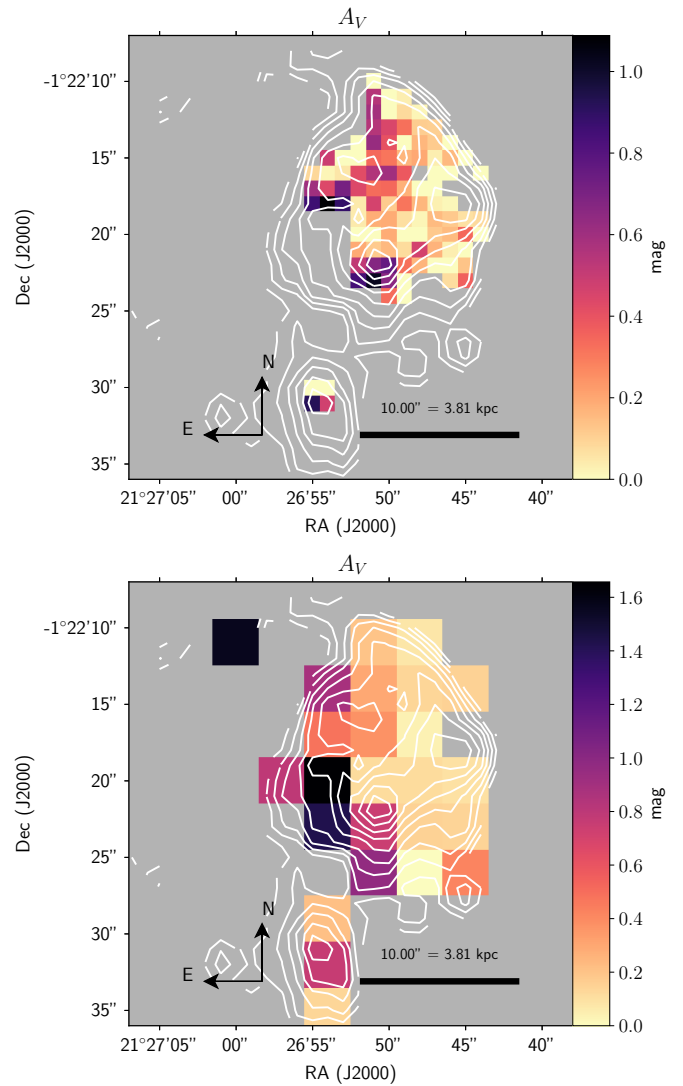 A_V
-1°22'10"
15"
20"
25"
30"
35"
Dec (J2000)
N
E
10.00" = 3.81 kpc
21°27'05"
00"
26'55"
50"
45"
40"
RA (J2000)
1.0
0.8
0.6
0.4
0.2
0.0
mag
A_V
-1°22'10"
15"
20"
25"
30"
35"
Dec (J2000)
N
E
10.00" = 3.81 kpc
21°27'05"
00"
26'55"
50"
45"
40"
RA (J2000)
1.6
1.4
1.2
1.0
0.8
0.6
0.4
0.2
0.0
mag